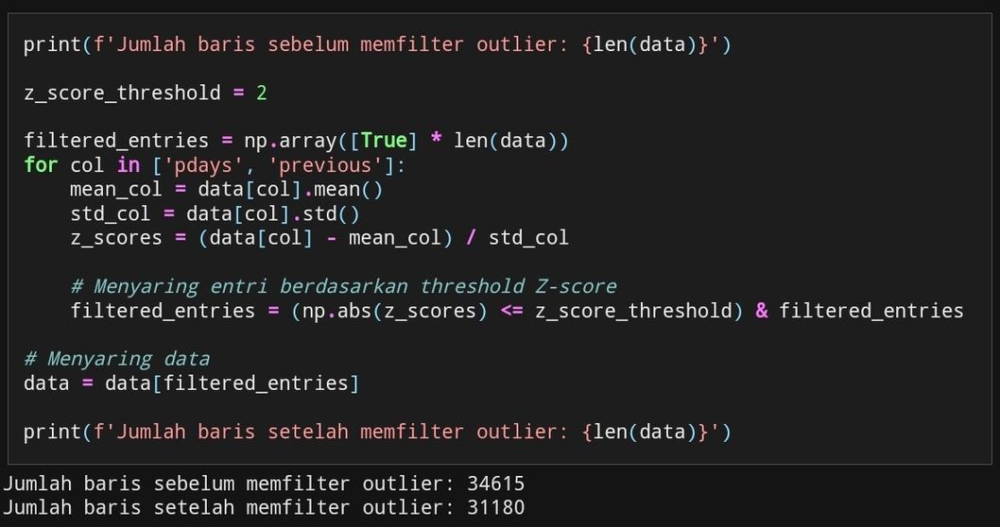 print(f'Jumlah baris sebelum memfilter outlier: {len(data)}')
z_score_threshold = 2
filtered_entries = np.array([True] * len(data))
for col in ['pdays', 'previous']:
    mean_col = data[col].mean()
    std_col = data[col].std()
    z_scores = (data[col] - mean_col) / std_col
    # Menyaring entri berdasarkan threshold Z-score
    filtered_entries = (np.abs(z_scores) <= z_score_threshold) & filtered_entries
# Menyaring data
data = data[filtered_entries]
print(f'Jumlah baris setelah memfilter outlier: {len(data)}')
Jumlah baris sebelum memfilter outlier: 34615
Jumlah baris setelah memfilter outlier: 31180